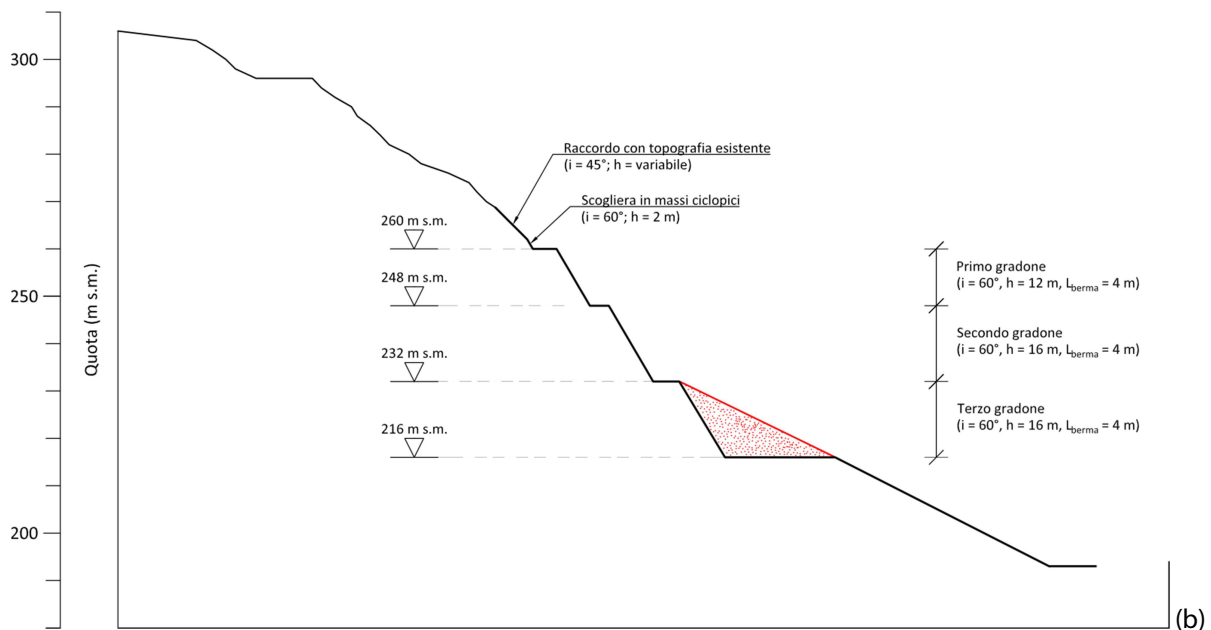 300
250
200
Quota (m s.m.)
Raccordo con topografia esistente
(i = 45°; h = variabile)
Scogliera in massi ciclopici
(i = 60°; h = 2 m)
260 m s.m.
248 m s.m.
232 m s.m.
216 m s.m.
Primo gradone
(i = 60°, h = 12 m, Lberma = 4 m)
Secondo gradone
(i = 60°, h = 16 m, Lberma = 4 m)
Terzo gradone
(i = 60°, h = 16 m, Lberma = 4 m)
(b)